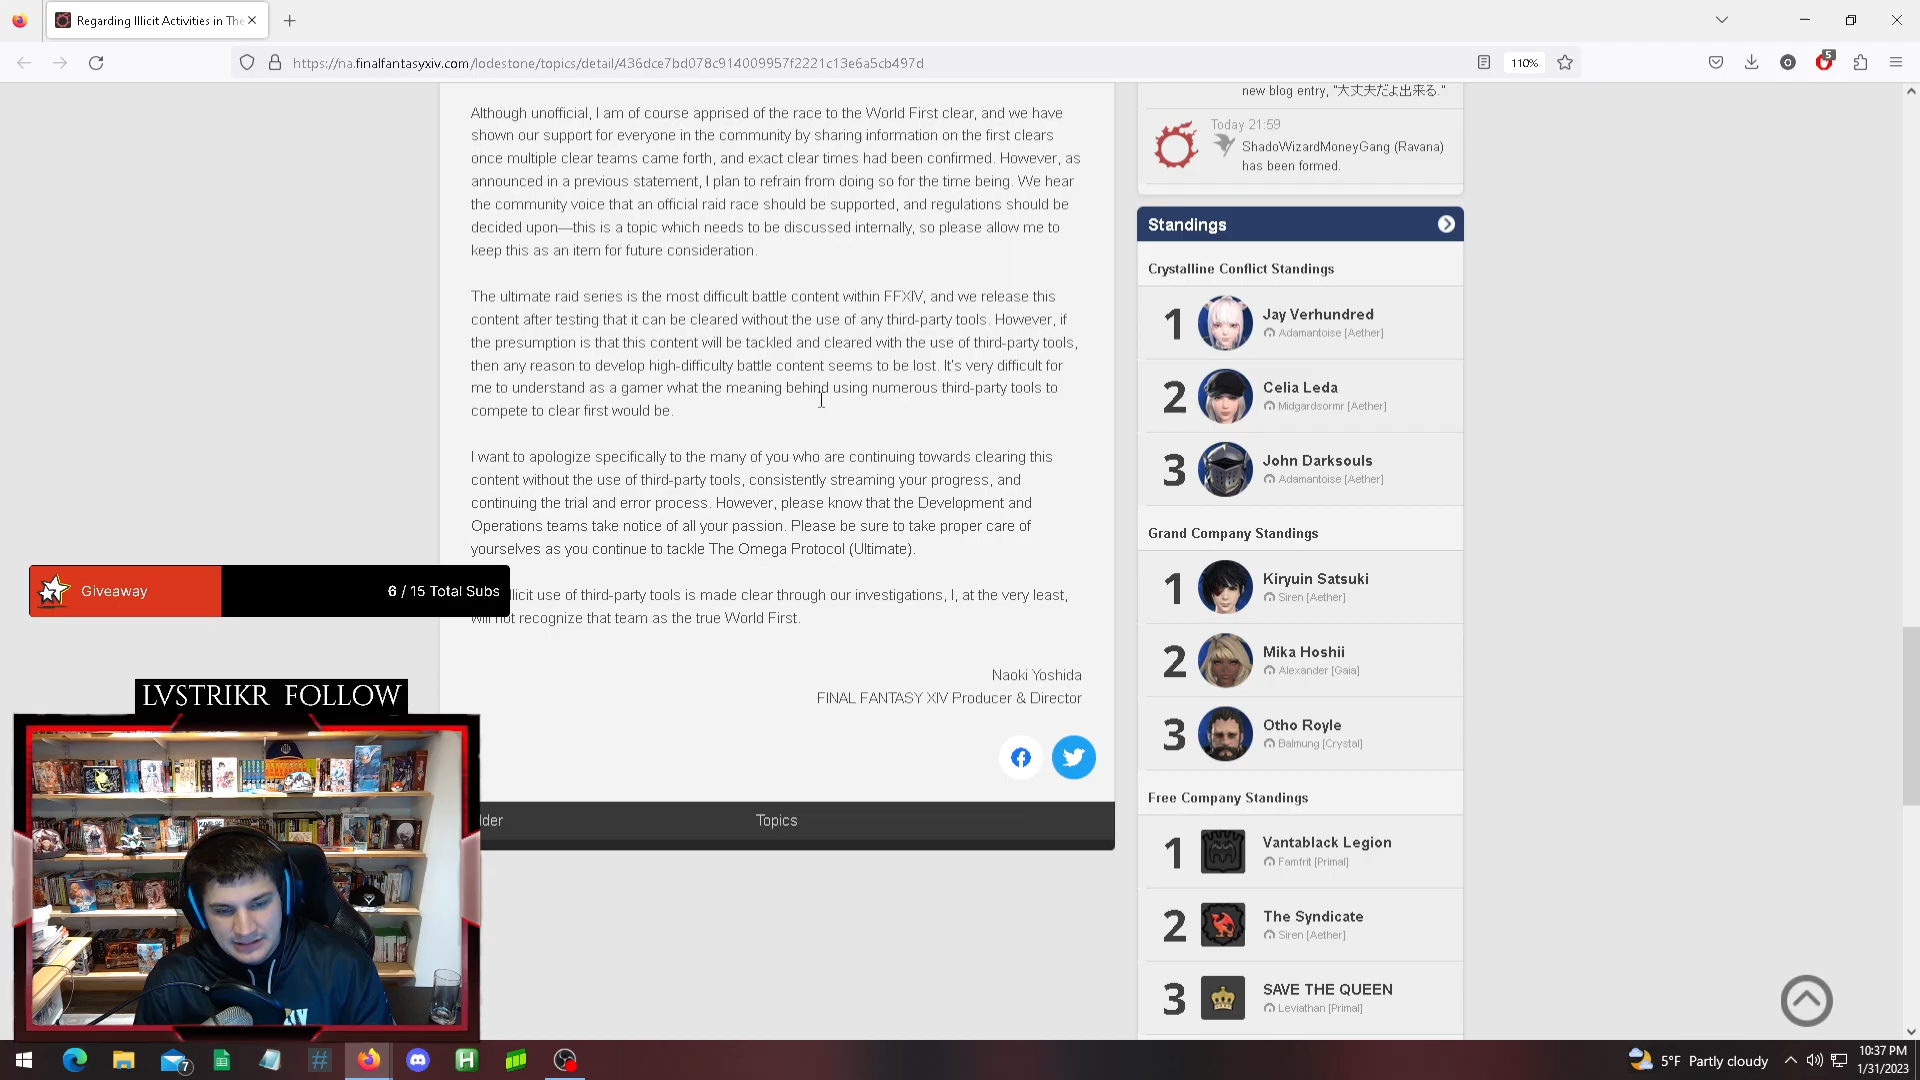 Regarding Illicit Activities in The
https://na.finalfantasyxiv.com/lodestone/topics/detail/436dce7bd078c914009957f2221c13e6a5cb497d
110%
5
Although unofficial, I am of course apprised of the race to the World First clear, and we have
shown our support for everyone in the community by sharing information on the first clears
once multiple clear teams came forth, and exact clear times had been confirmed. However, as
announced in a previous statement, I plan to refrain from doing so for the time being. We hear
the community voice that an official raid race should be supported, and regulations should be
decided upon—this is a topic which needs to be discussed internally, so please allow me to
keep this as an item for future consideration.
The ultimate raid series is the most difficult battle content within FFXIV, and we release this
content after testing that it can be cleared without the use of any third-party tools. However, if
the presumption is that this content will be tackled and cleared with the use of third-party tools,
then any reason to develop high-difficulty battle content seems to be lost. It's very difficult for
me to understand as a gamer what the meaning behind using numerous third-party tools to
compete to clear first would be.
I want to apologize specifically to the many of you who are continuing towards clearing this
content without the use of third-party tools, consistently streaming your progress, and
continuing the trial and error process. However, please know that the Development and
Operations teams take notice of all your passion. Please be sure to take proper care of
yourselves as you continue to tackle The Omega Protocol (Ultimate).
licit use of third-party tools is made clear through our investigations, I, at the very least,
will not recognize that team as the true World First.
Naoki Yoshida
FINAL FANTASY XIV Producer & Director
lder
Topics
new blog entry, "大丈夫だよ出来る."
Today 21:59
ShadoWizardMoneyGang (Ravana)
has been formed.
Standings
Crystalline Conflict Standings
1
Jay Verhundred
Adamantoise [Aether]
2
Celia Leda
Midgardsormr [Aether]
3
John Darksouls
Adamantoise [Aether]
Grand Company Standings
1
Kiryuin Satsuki
Siren [Aether]
2
Mika Hoshii
Alexander [Gaia]
3
Otho Royle
Balmung [Crystal]
Free Company Standings
1
Vantablack Legion
Famfrit [Primal]
2
The Syndicate
Siren [Aether]
3
SAVE THE QUEEN
Leviathan [Primal]
Giveaway
6 / 15 Total Subs
LVSTRIKR FOLLOW
7
5°F Partly cloudy
10:37 PM
1/31/2023